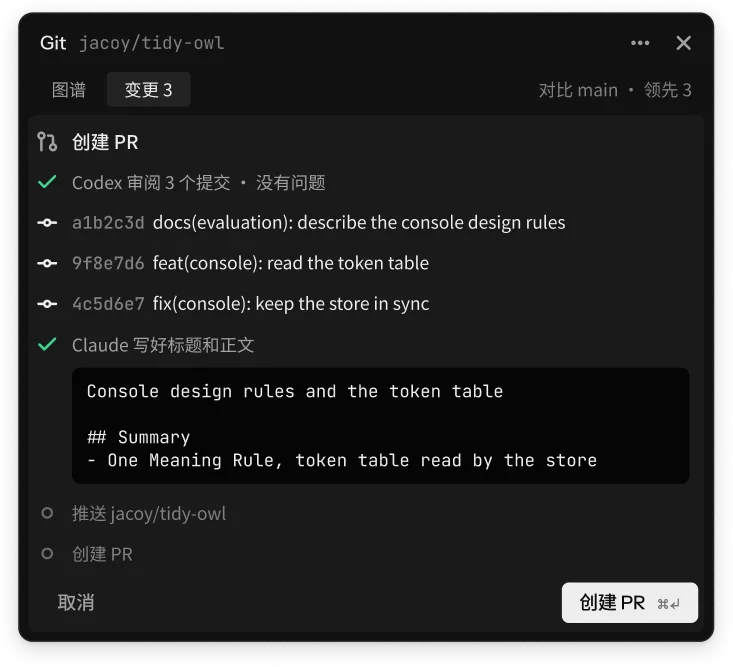 Git jacoy/tidy-owl
图谱 变更 3 对比 main · 领先 3
创建 PR
Codex 审阅 3 个提交 · 没有问题
a1b2c3d docs(evaluation): describe the console design rules
9f8e7d6 feat(console): read the token table
4c5d6e7 fix(console): keep the store in sync
Claude 写好标题和正文
Console design rules and the token table
## Summary
- One Meaning Rule, token table read by the store
推送 jacoy/tidy-owl
创建 PR
取消 创建 PR ⌘↵